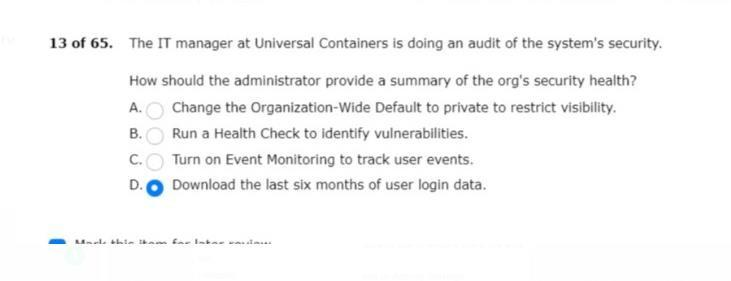 13 of 65. The IT manager at Universal Containers is doing an audit of the system's security.
How should the administrator provide a summary of the org's security health?
A. Change the Organization-Wide Default to private to restrict visibility.
B. Run a Health Check to identify vulnerabilities.
C. Turn on Event Monitoring to track user events.
D. Download the last six months of user login data.
Mark this item for later review